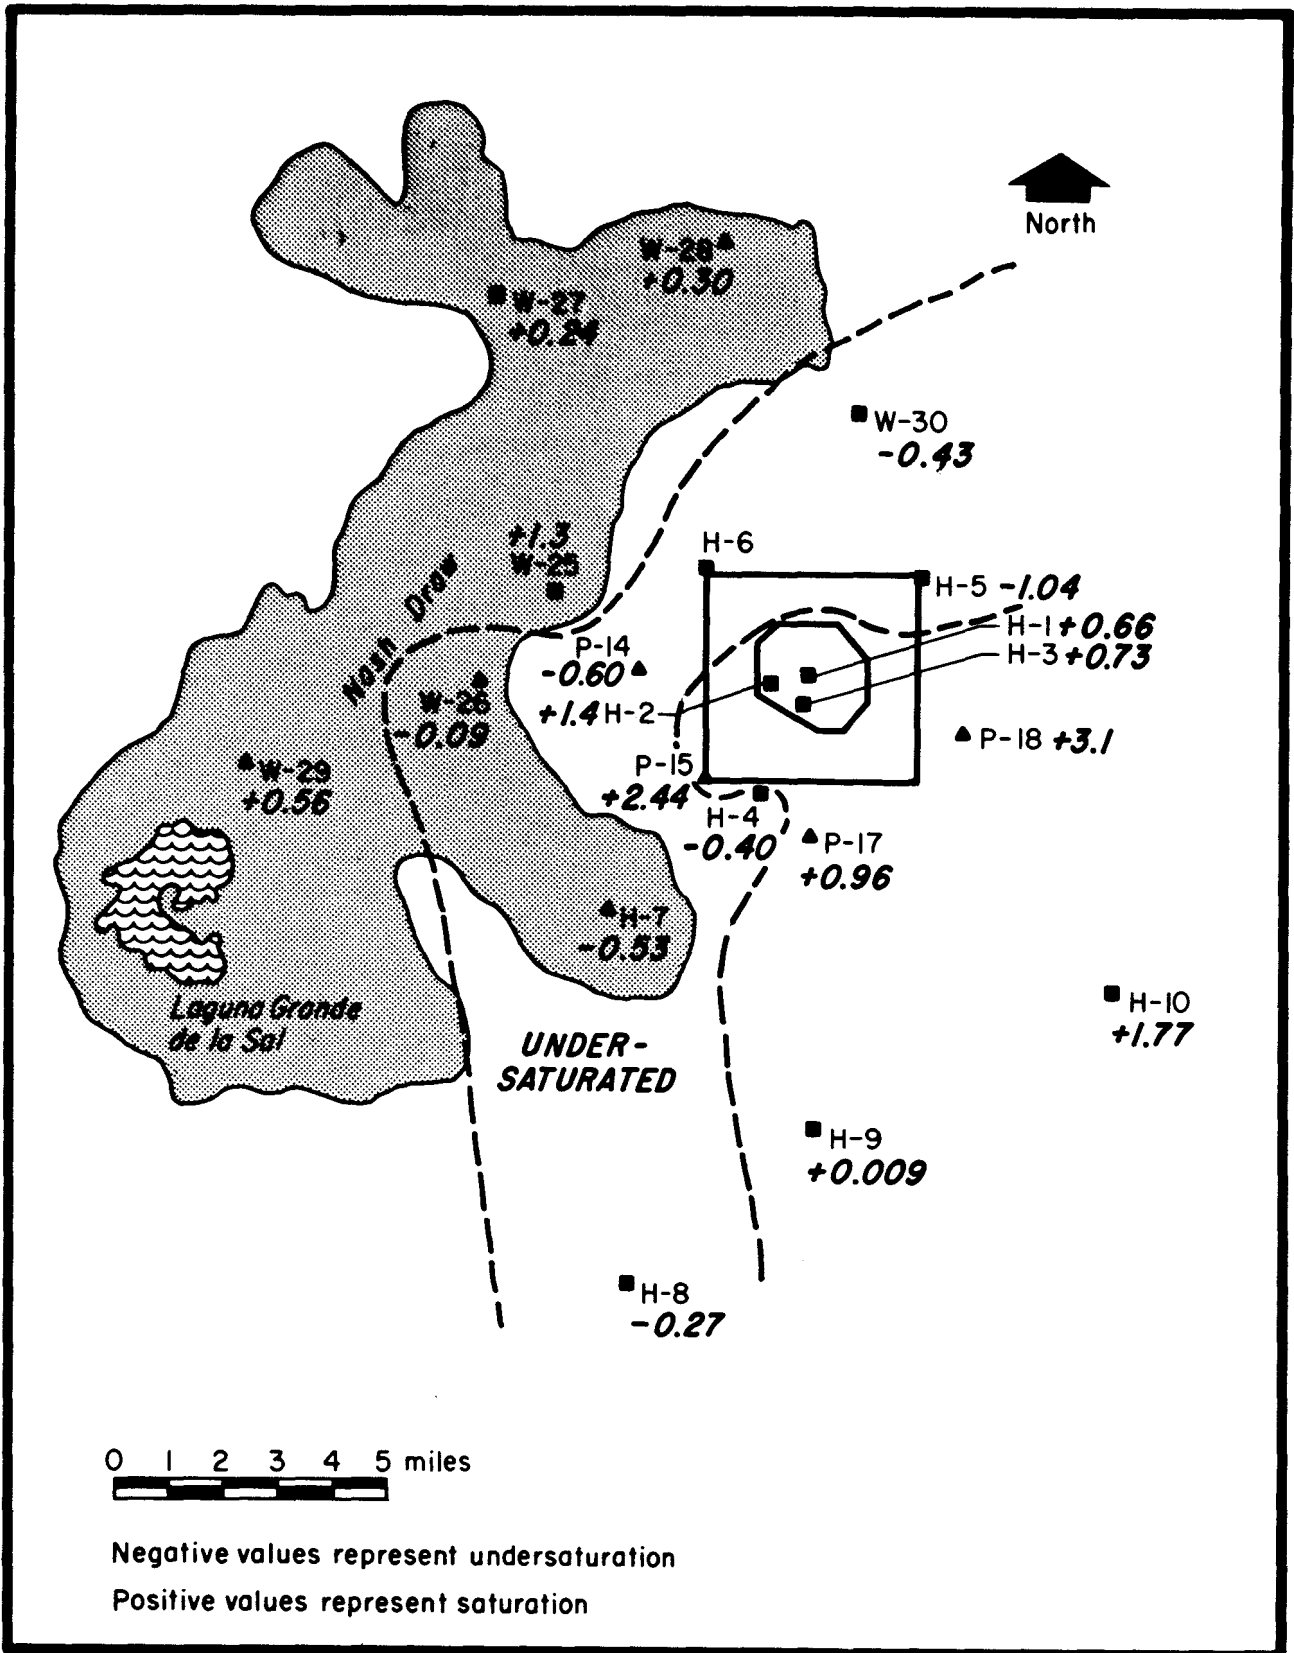 North
W-28
+0.30
W-27
+0.24
W-30
-0.43
+1.3
W-25
H-6
H-5 -1.04
H-1 +0.66
H-3 +0.73
Nash Draw
P-14
-0.60
+1.4 H-2
W-26
-0.09
P-18 +3.1
P-15
+2.44
W-29
+0.56
H-4
-0.40
P-17
+0.96
H-7
-0.53
H-10
+1.77
Laguna Grande
de la Sal
UNDER-
SATURATED
H-9
+0.009
H-8
-0.27
0 1 2 3 4 5 miles
Negative values represent undersaturation
Positive values represent saturation